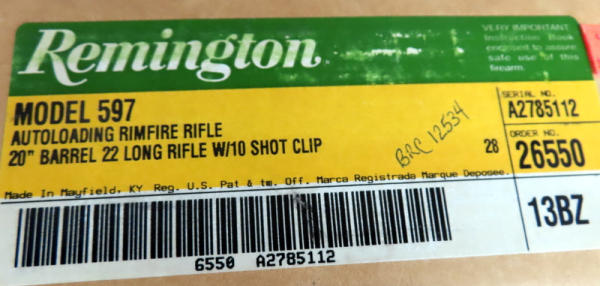 Remington
VERY IMPORTANT
Instruction Book
enclosed to assure
safe use of this
firearm.
MODEL 597
AUTOLOADING RIMFIRE RIFLE
20" BARREL 22 LONG RIFLE W/10 SHOT CLIP
BRC 12534
28
SERIAL NO.
A2785112
ORDER NO.
26550
Made In Mayfield, KY Reg. U.S. Pat & tm. Off. Marca Registrada Marque Deposee.
13BZ
6550 A2785112